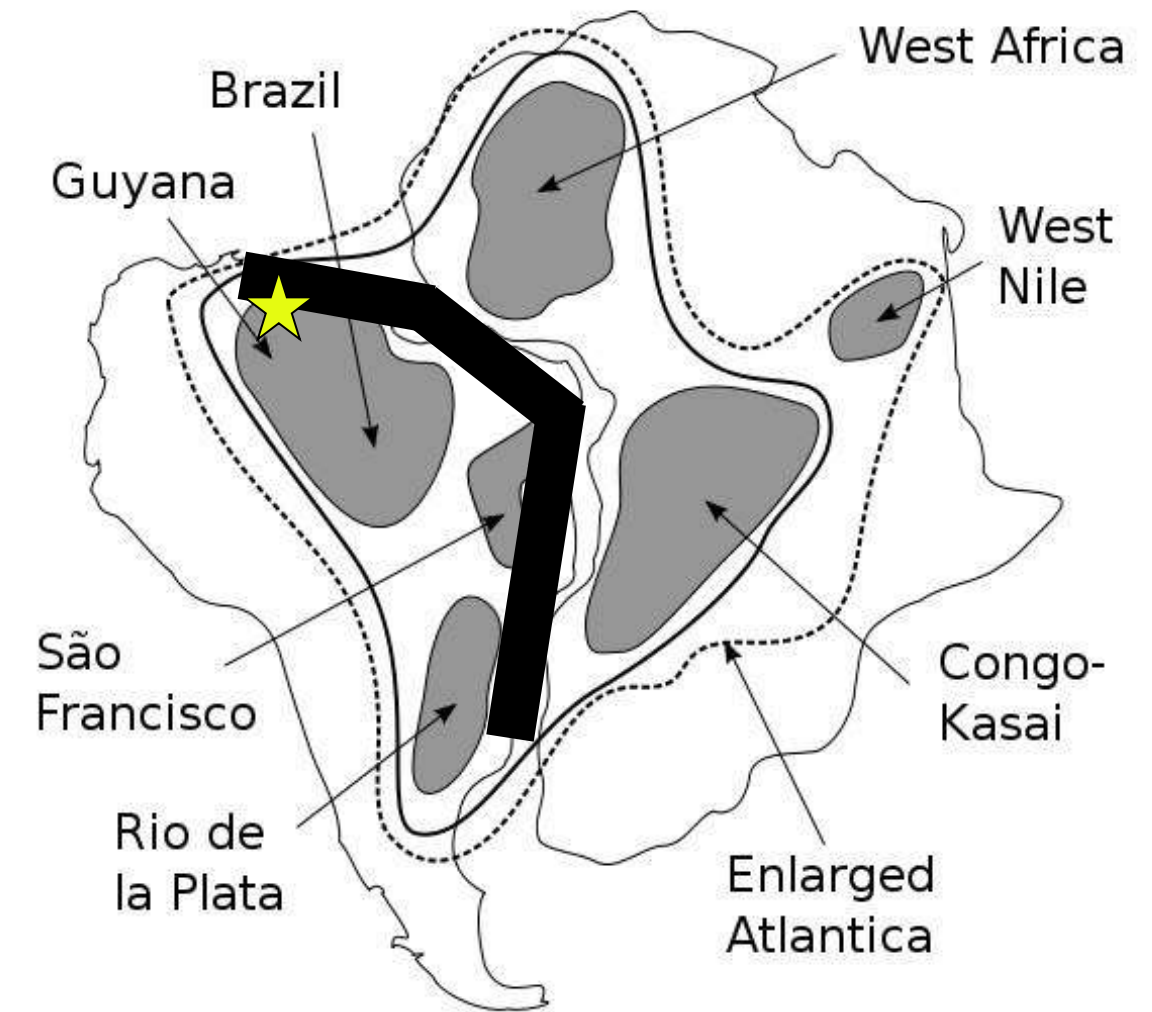 West Africa
Brazil
Guyana
West
Nile
São
Francisco
Congo-
Kasai
Rio de
la Plata
Enlarged
Atlantica